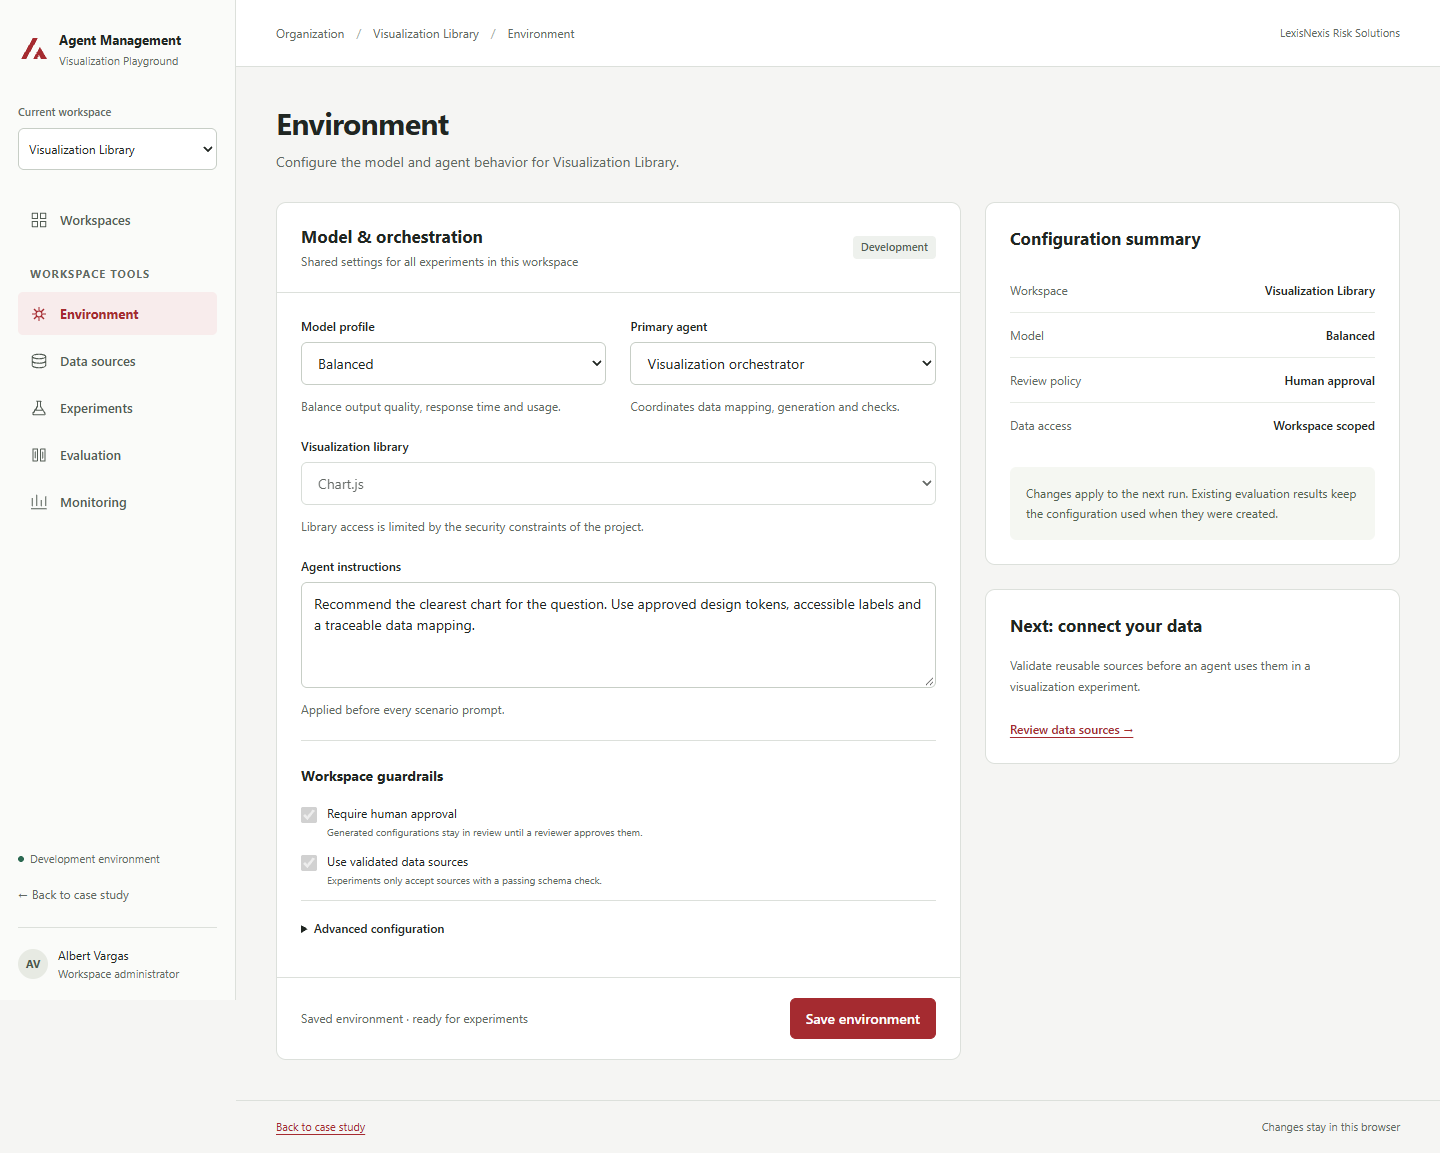 Agent Management
Visualization Playground
Current workspace
Visualization Library
Workspaces
WORKSPACE TOOLS
Environment
Data sources
Experiments
Evaluation
Monitoring
Development environment
← Back to case study
AV
Albert Vargas
Workspace administrator
Organization / Visualization Library / Environment
LexisNexis Risk Solutions
Environment
Configure the model and agent behavior for Visualization Library.
Model & orchestration
Shared settings for all experiments in this workspace
Development
Model profile
Balanced
Balance output quality, response time and usage.
Primary agent
Visualization orchestrator
Coordinates data mapping, generation and checks.
Visualization library
Chart.js
Library access is limited by the security constraints of the project.
Agent instructions
Recommend the clearest chart for the question. Use approved design tokens, accessible labels and
a traceable data mapping.
Applied before every scenario prompt.
Workspace guardrails
Require human approval
Generated configurations stay in review until a reviewer approves them.
Use validated data sources
Experiments only accept sources with a passing schema check.
Advanced configuration
Saved environment · ready for experiments
Save environment
Configuration summary
Workspace Visualization Library
Model Balanced
Review policy Human approval
Data access Workspace scoped
Changes apply to the next run. Existing evaluation results keep
the configuration used when they were created.
Next: connect your data
Validate reusable sources before an agent uses them in a
visualization experiment.
Review data sources →
Back to case study
Changes stay in this browser